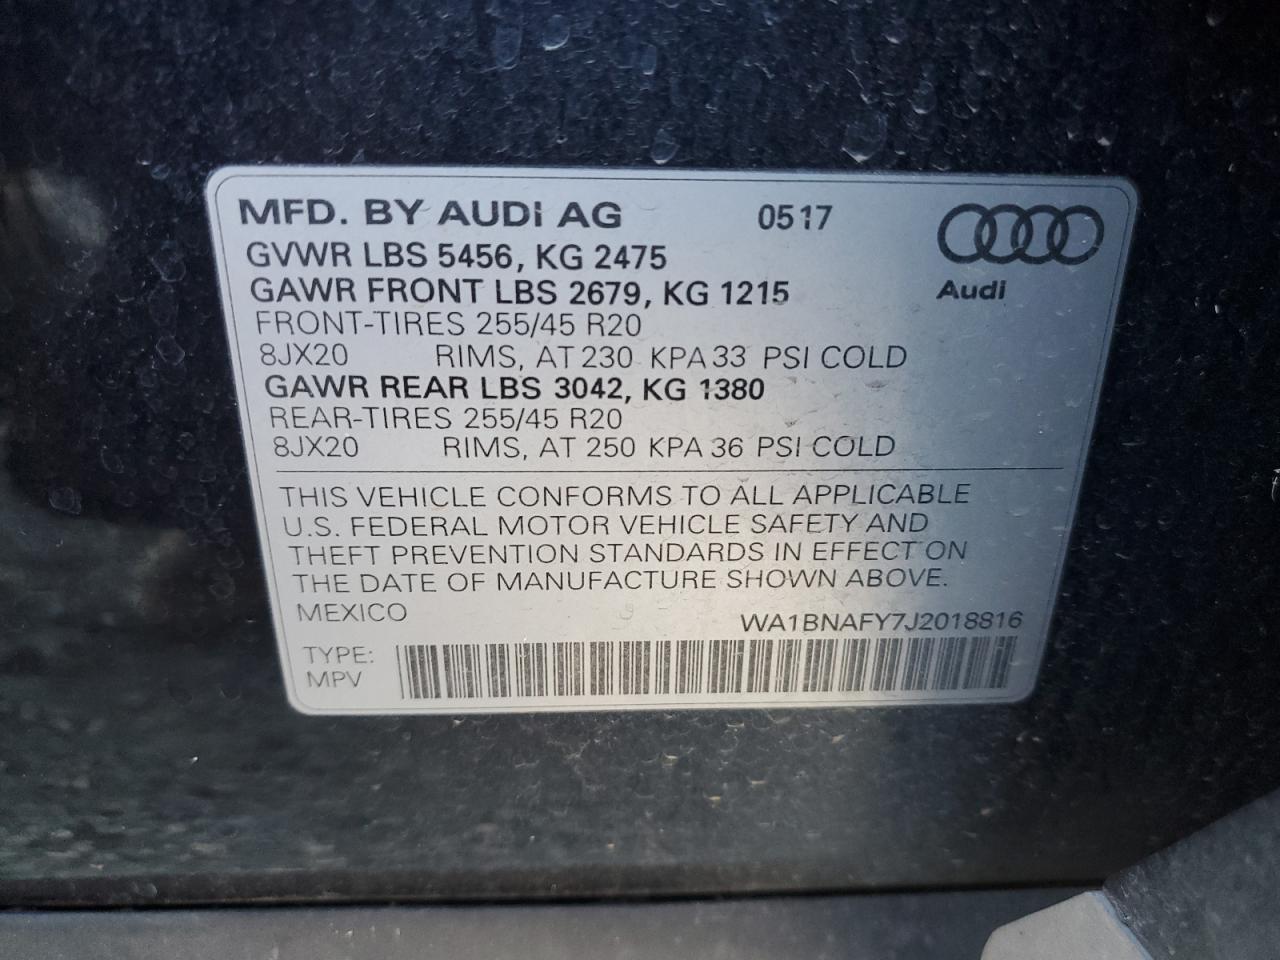 MFD. BY AUDI AG 0517
GVWR LBS 5456, KG 2475
GAWR FRONT LBS 2679, KG 1215
Audi
FRONT-TIRES 255/45 R20
8JX20 RIMS, AT 230 KPA 33 PSI COLD
GAWR REAR LBS 3042, KG 1380
REAR-TIRES 255/45 R20
8JX20 RIMS, AT 250 KPA 36 PSI COLD
THIS VEHICLE CONFORMS TO ALL APPLICABLE
U.S. FEDERAL MOTOR VEHICLE SAFETY AND
THEFT PREVENTION STANDARDS IN EFFECT ON
THE DATE OF MANUFACTURE SHOWN ABOVE.
MEXICO WA1BNAFY7J2018816
TYPE:
MPV